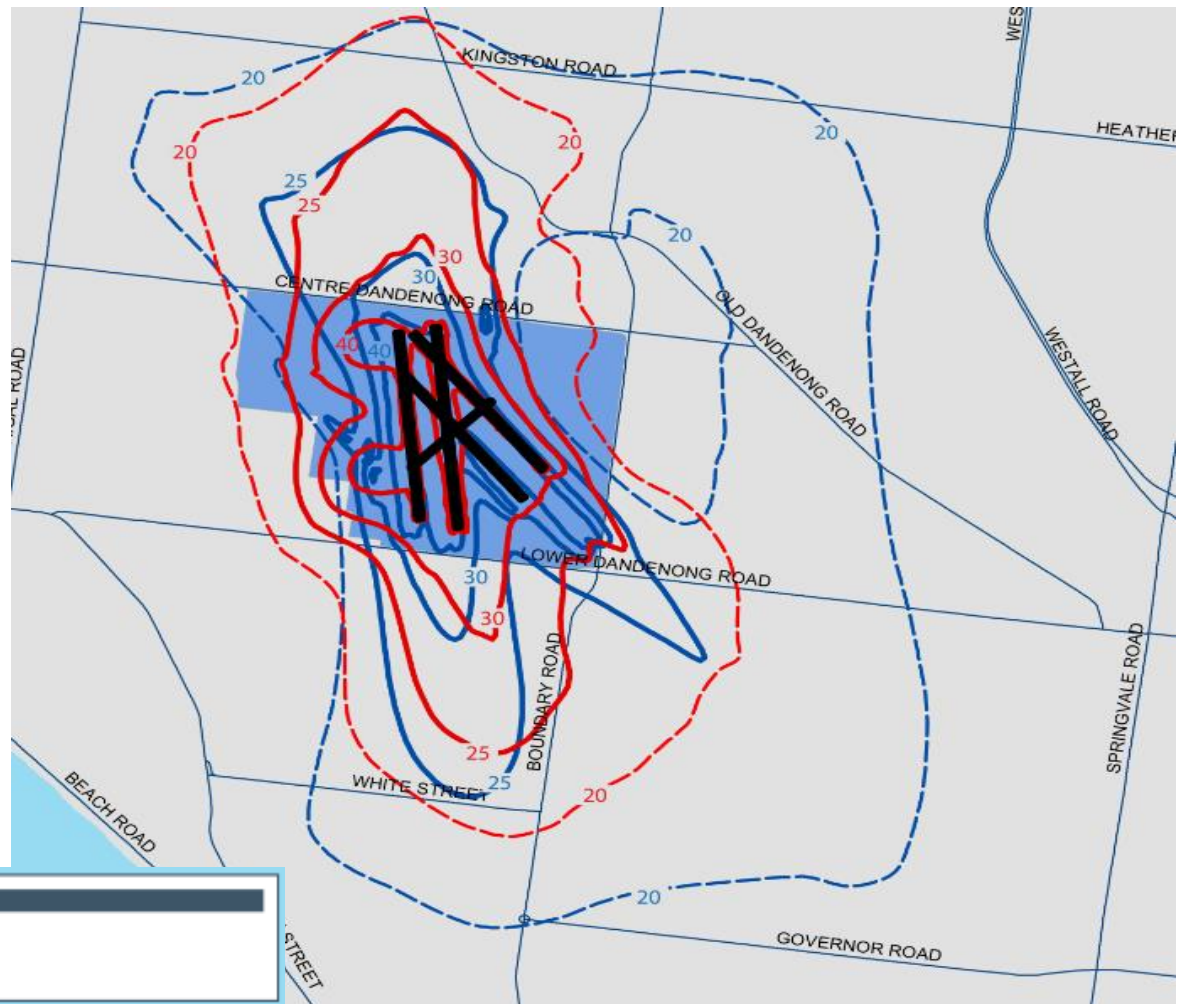 KINGSTON ROAD
20
20
20
20
HEATHER
WES
25
25
20
30
30
CENTRE DANDENONG ROAD
OLD DANDENONG ROAD
WESTALL ROAD
40
40
LOWER DANDENONG ROAD
30
30
BOUNDARY ROAD
SPRINGVALE ROAD
25
25
WHITE STREET
20
BEACH ROAD
20
GOVERNOR ROAD
STREET